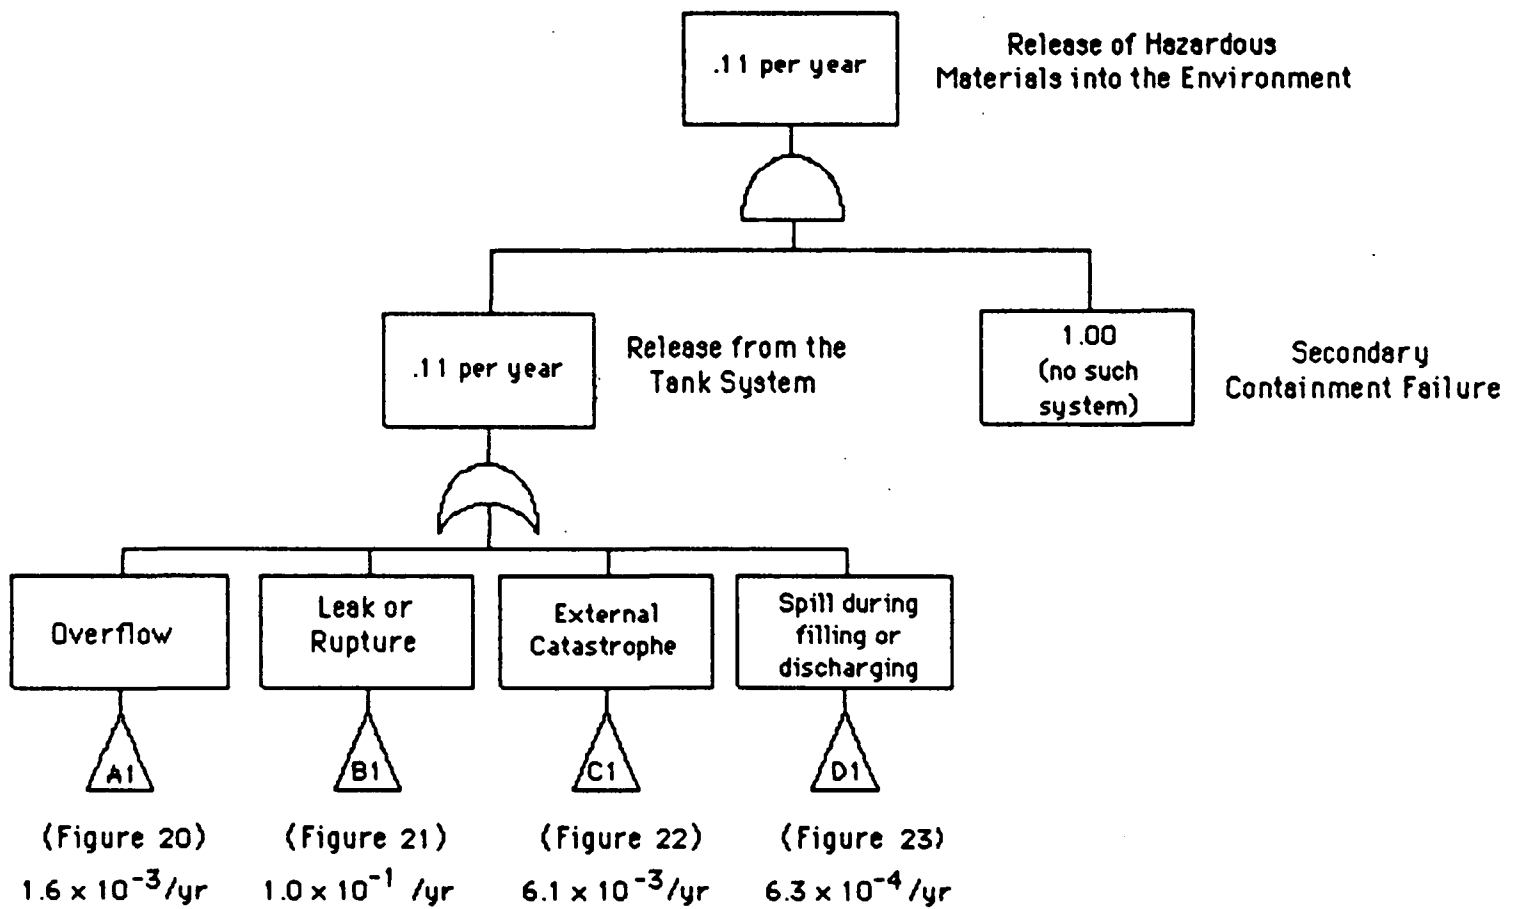 .11 per year
Release of Hazardous
Materials into the Environment
.11 per year
Release from the
Tank System
1.00
(no such
system)
Secondary
Containment Failure
Overflow
Leak or
Rupture
External
Catastrophe
Spill during
filling or
discharging
A1
B1
C1
D1
(Figure 20)
(Figure 21)
(Figure 22)
(Figure 23)
1.6 x 10⁻³/yr
1.0 x 10⁻¹ /yr
6.1 x 10⁻³/yr
6.3 x 10⁻⁴/yr